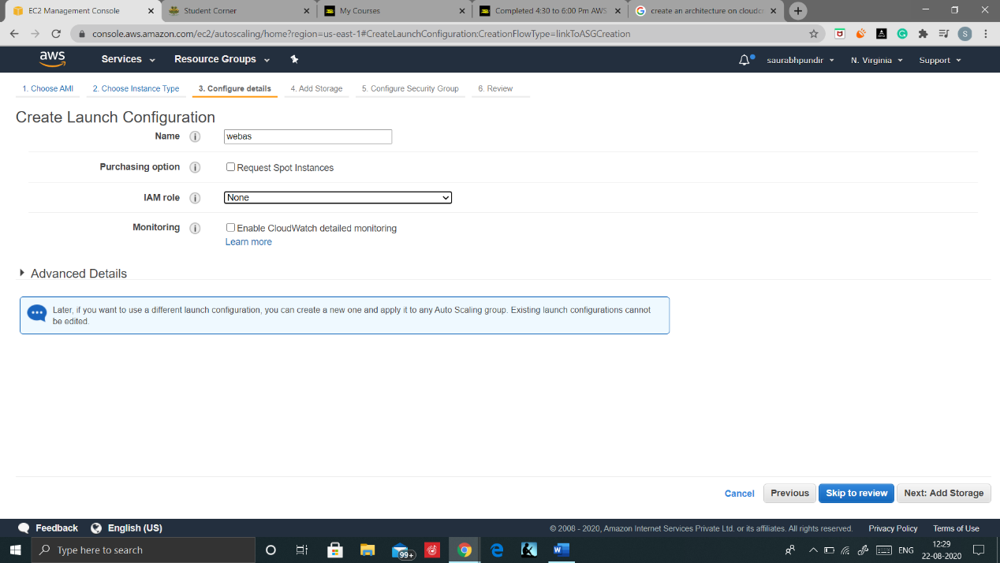 EC2 Management Console
Student Corner
My Courses
Completed 4:30 to 6:00 Pm AWS
create an architecture on cloudcr
console.aws.amazon.com/ec2/autoscaling/home?region=us-east-1#CreateLaunchConfiguration:CreationFlowType=linkToASGCreation
S
aws
Services
Resource Groups
saurabhpundir
N. Virginia
Support
1. Choose AMI
2. Choose Instance Type
3. Configure details
4. Add Storage
5. Configure Security Group
6. Review
Create Launch Configuration
Name
webas
Purchasing option
Request Spot Instances
IAM role
None
Monitoring
Enable CloudWatch detailed monitoring
Learn more
Advanced Details
Later, if you want to use a different launch configuration, you can create a new one and apply it to any Auto Scaling group. Existing launch configurations cannot
be edited.
Cancel
Previous
Skip to review
Next: Add Storage
Feedback
English (US)
© 2008 - 2020, Amazon Internet Services Private Ltd. or its affiliates. All rights reserved.
Privacy Policy
Terms of Use
Type here to search
99+
ENG
12:29
22-08-2020